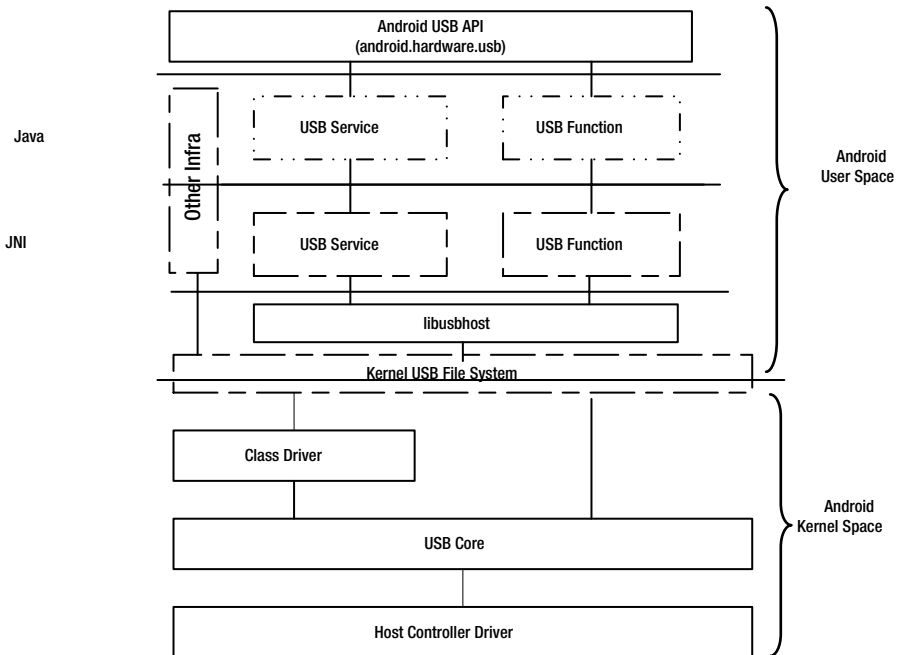 Android USB API
(android.hardware.usb)
Java
Other Infra
USB Service
USB Function
Android
User Space
JNI
USB Service
USB Function
libusbhost
Kernel USB File System
Class Driver
Android
Kernel Space
USB Core
Host Controller Driver